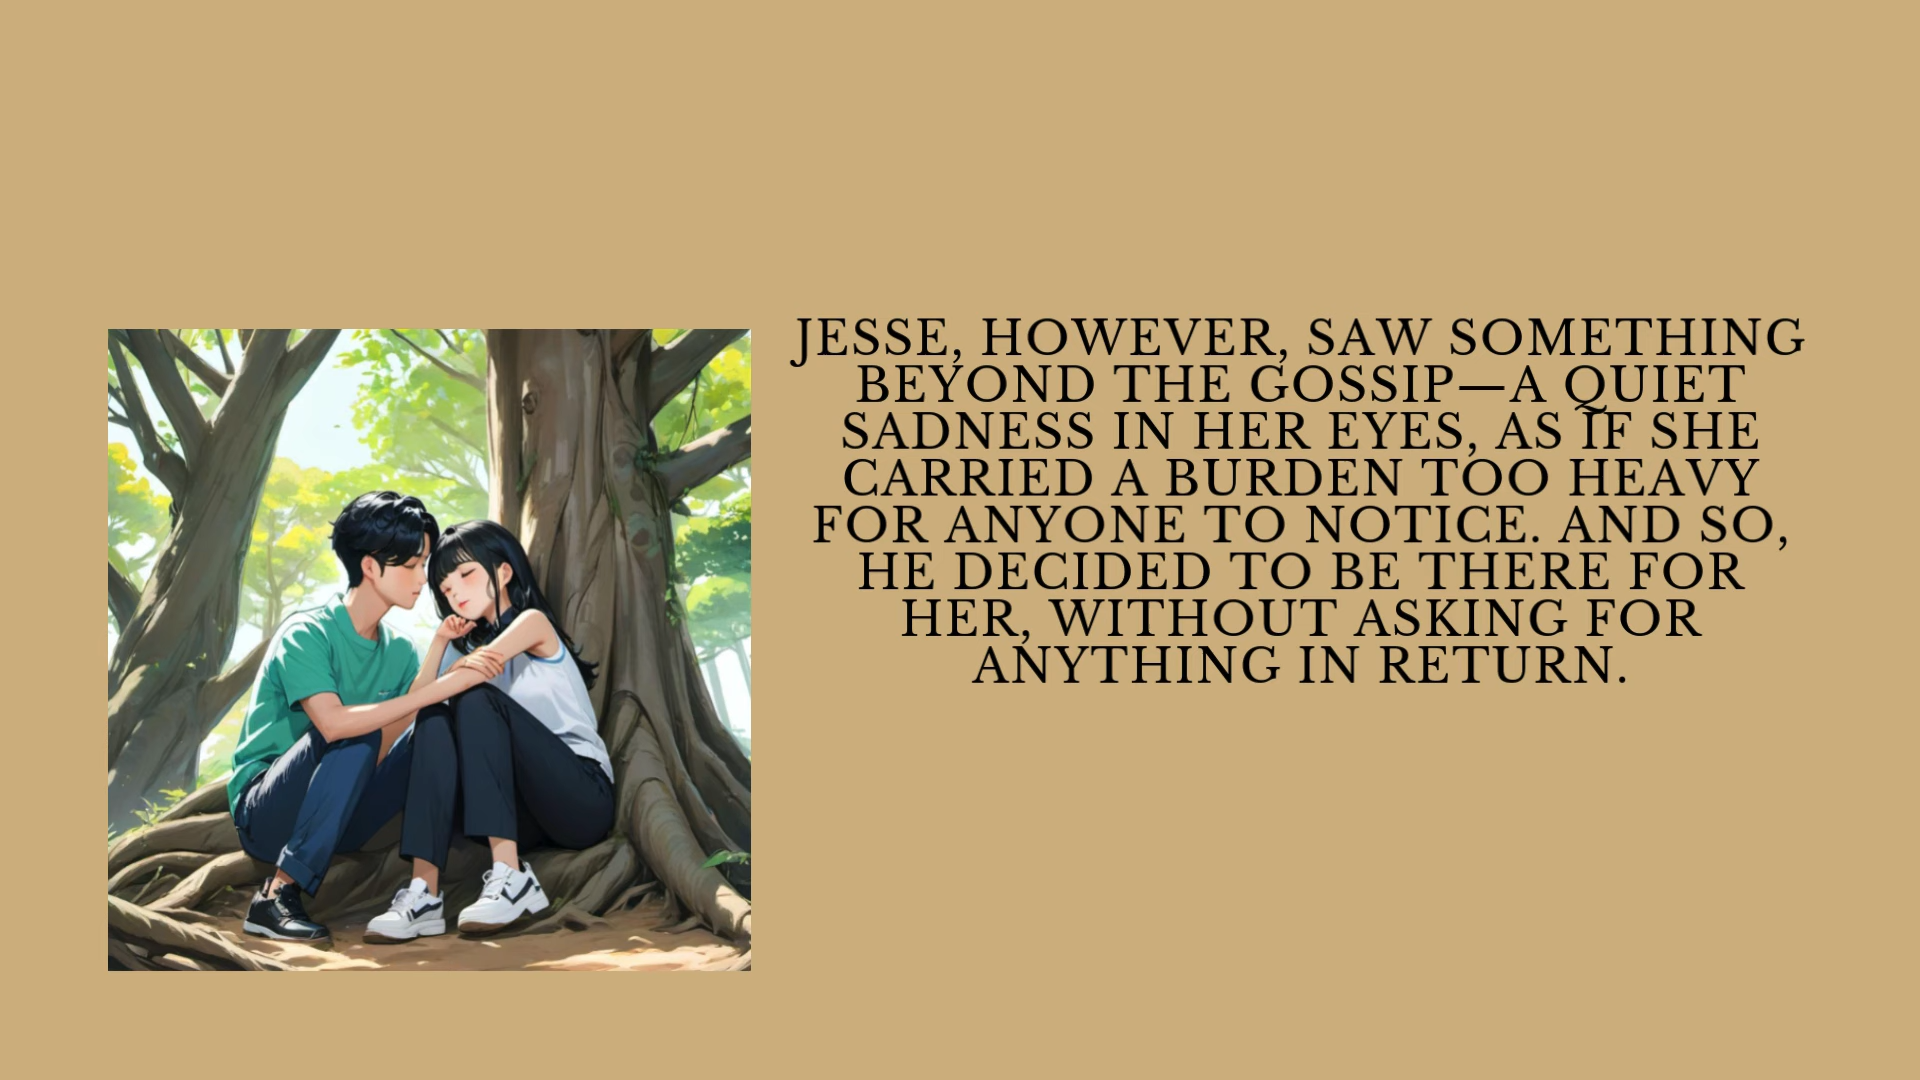 JESSE, HOWEVER, SAW SOMETHING
BEYOND THE GOSSIP—A QUIET
SADNESS IN HER EYES, AS IF SHE
CARRIED A BURDEN TOO HEAVY
FOR ANYONE TO NOTICE. AND SO,
HE DECIDED TO BE THERE FOR
HER, WITHOUT ASKING FOR
ANYTHING IN RETURN.